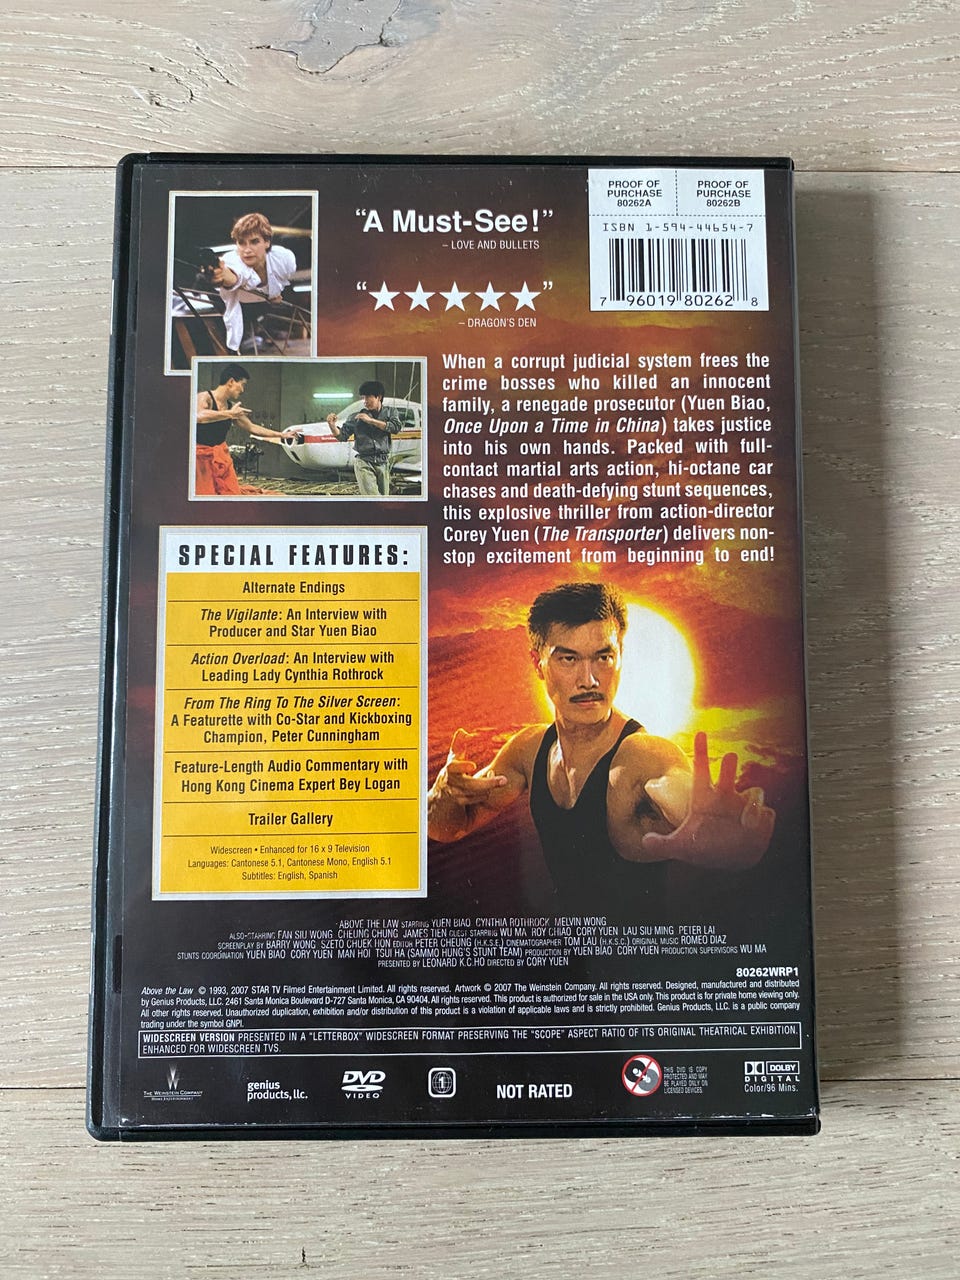 PROOF OF PURCHASE 80262A
PROOF OF PURCHASE 80262B
ISBN 1-594-44654-7
7 96019 80262 8
“A Must-See!”
– LOVE AND BULLETS
“★★★★★”
– DRAGON'S DEN
When a corrupt judicial system frees the
crime bosses who killed an innocent
family, a renegade prosecutor (Yuen Biao,
Once Upon a Time in China) takes justice
into his own hands. Packed with full-
contact martial arts action, hi-octane car
chases and death-defying stunt sequences,
this explosive thriller from action-director
Corey Yuen (The Transporter) delivers non-
stop excitement from beginning to end!
SPECIAL FEATURES:
Alternate Endings
The Vigilante: An Interview with
Producer and Star Yuen Biao
Action Overload: An Interview with
Leading Lady Cynthia Rothrock
From The Ring To The Silver Screen:
A Featurette with Co-Star and Kickboxing
Champion, Peter Cunningham
Feature-Length Audio Commentary with
Hong Kong Cinema Expert Bey Logan
Trailer Gallery
Widescreen • Enhanced for 16 x 9 Television
Languages: Cantonese 5.1, Cantonese Mono, English 5.1
Subtitles: English, Spanish
ABOVE THE LAW STARRING YUEN BIAO CYNTHIA ROTHROCK MELVIN WONG
ALSO-STARRING FAN SIU WONG CHEUNG CHUNG JAMES TIEN GUEST WU MA ROY CHIAO CORY YUEN LAU SIU MING PETER LAI
SCREENPLAY BY BARRY WONG SZETO CHUEK HON EDITOR PETER CHEUNG (H.K.S.E.) CINEMATOGRAPHER TOM LAU (H.K.S.C.) ORIGINAL MUSIC ROMEO DIAZ
STUNTS COORDINATION YUEN BIAO CORY YUEN MAN HOI TSUI HA (SAMMO HUNG'S STUNT TEAM) PRODUCTION BY YUEN BIAO CORY YUEN PRODUCTION SUPERVISORS WU MA
PRESENTED BY LEONARD K.C.HO DIRECTED BY CORY YUEN
80262WRP1
Above the Law © 1993, 2007 STAR TV Filmed Entertainment Limited. All rights reserved. Artwork © 2007 The Weinstein Company. All rights reserved. Designed, manufactured and distributed
by Genius Products, LLC. 2461 Santa Monica Boulevard D-727 Santa Monica, CA 90404. All rights reserved. This product is authorized for sale in the USA only. This product is for private home viewing only.
All other rights reserved. Unauthorized duplication, exhibition and/or distribution of this product is a violation of applicable laws and is strictly prohibited. Genius Products, LLC. is a public company
trading under the symbol GNPI.
WIDESCREEN VERSION PRESENTED IN A "LETTERBOX" WIDESCREEN FORMAT PRESERVING THE "SCOPE" ASPECT RATIO OF ITS ORIGINAL THEATRICAL EXHIBITION.
ENHANCED FOR WIDESCREEN TVS.
THE WEINSTEIN COMPANY
HOME ENTERTAINMENT
genius
products, llc.
DVD
VIDEO
1
NOT RATED
THIS DVD IS COPY
PROTECTED AND MAY
BE PLAYED ONLY ON
LICENSED DEVICES.
DOLBY
DIGITAL
Color/96 Mins.